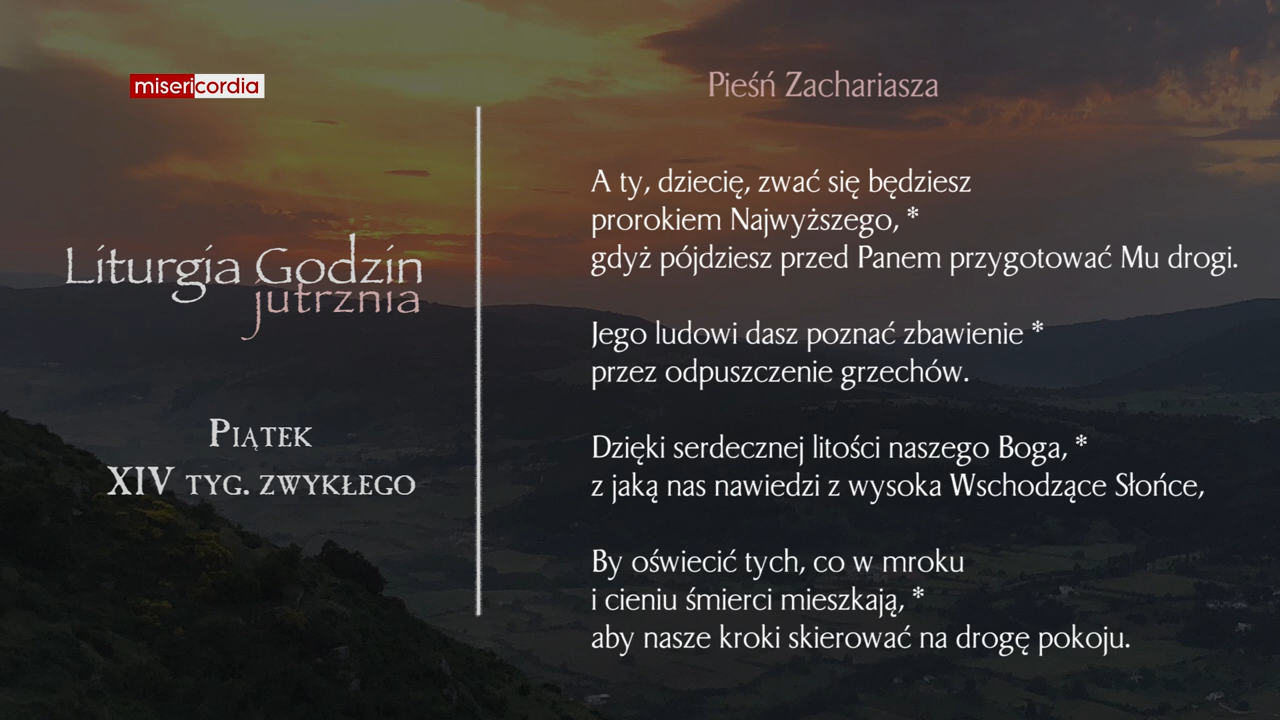 misericordia
Liturgia Godzin
jutrznia
Piątek
XIV tyg. zwykłego
Pieśń Zachariasza
A ty, dziecię, zwać się będziesz
prorokiem Najwyższego, *
gdyż pójdziesz przed Panem przygotować Mu drogi.
Jego ludowi dasz poznać zbawienie *
przez odpuszczenie grzechów.
Dzięki serdecznej litości naszego Boga, *
z jaką nas nawiedzi z wysoka Wschodzące Słońce,
By oświecić tych, co w mroku
i cieniu śmierci mieszkają, *
aby nasze kroki skierować na drogę pokoju.